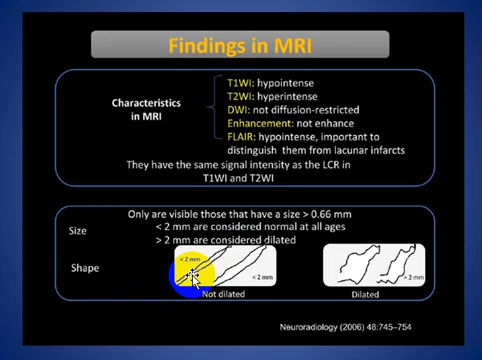 Findings in MRI
T1WI: hypointense
T2WI: hyperintense
Characteristics
in MRI
DWI: not diffusion-restricted
Enhancement: not enhance
FLAIR: hypointense, important to
distinguish them from lacunar infarcts
They have the same signal intensity as the LCR in
T1WI and T2WI
Only are visible those that have a size > 0.66 mm
Size
< 2 mm are considered normal at all ages
> 2 mm are considered dilated
Shape
< 2 mm
< 2 mm
> 2 mm
Not dilated
Dilated
Neuroradiology (2006) 48:745–754